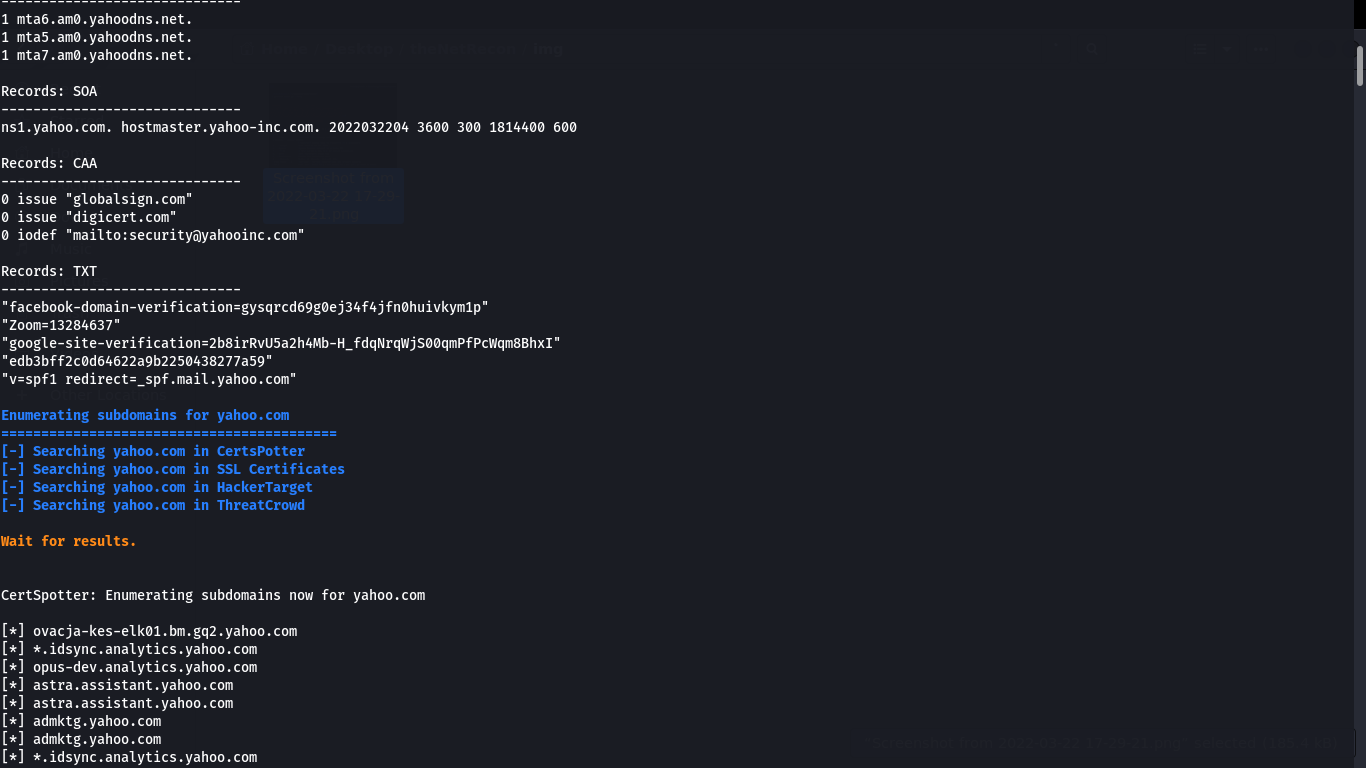 ------------------------------
1 mta6.am0.yahoodns.net.
1 mta5.am0.yahoodns.net.
1 mta7.am0.yahoodns.net.
Records: SOA
------------------------------
ns1.yahoo.com. hostmaster.yahoo-inc.com. 2022032204 3600 300 1814400 600
Records: CAA
------------------------------
0 issue "globalsign.com"
0 issue "digicert.com"
0 iodef "mailto:security@yahooinc.com"
Records: TXT
------------------------------
"facebook-domain-verification=gysqrcd69g0ej34f4jfn0huivkym1p"
"Zoom=13284637"
"google-site-verification=2b8irRvU5a2h4Mb-H_fdqNrqWjS00qmPfPcWqm8BhxI"
"edb3bff2c0d64622a9b2250438277a59"
"v=spf1 redirect=_spf.mail.yahoo.com"
Enumerating subdomains for yahoo.com
==========================================
[-] Searching yahoo.com in CertsPotter
[-] Searching yahoo.com in SSL Certificates
[-] Searching yahoo.com in HackerTarget
[-] Searching yahoo.com in ThreatCrowd
Wait for results.
CertSpotter: Enumerating subdomains now for yahoo.com
[*] ovacja-kes-elk01.bm.gq2.yahoo.com
[*] *.idsync.analytics.yahoo.com
[*] opus-dev.analytics.yahoo.com
[*] astra.assistant.yahoo.com
[*] astra.assistant.yahoo.com
[*] admktg.yahoo.com
[*] admktg.yahoo.com
[*] *.idsync.analytics.yahoo.com